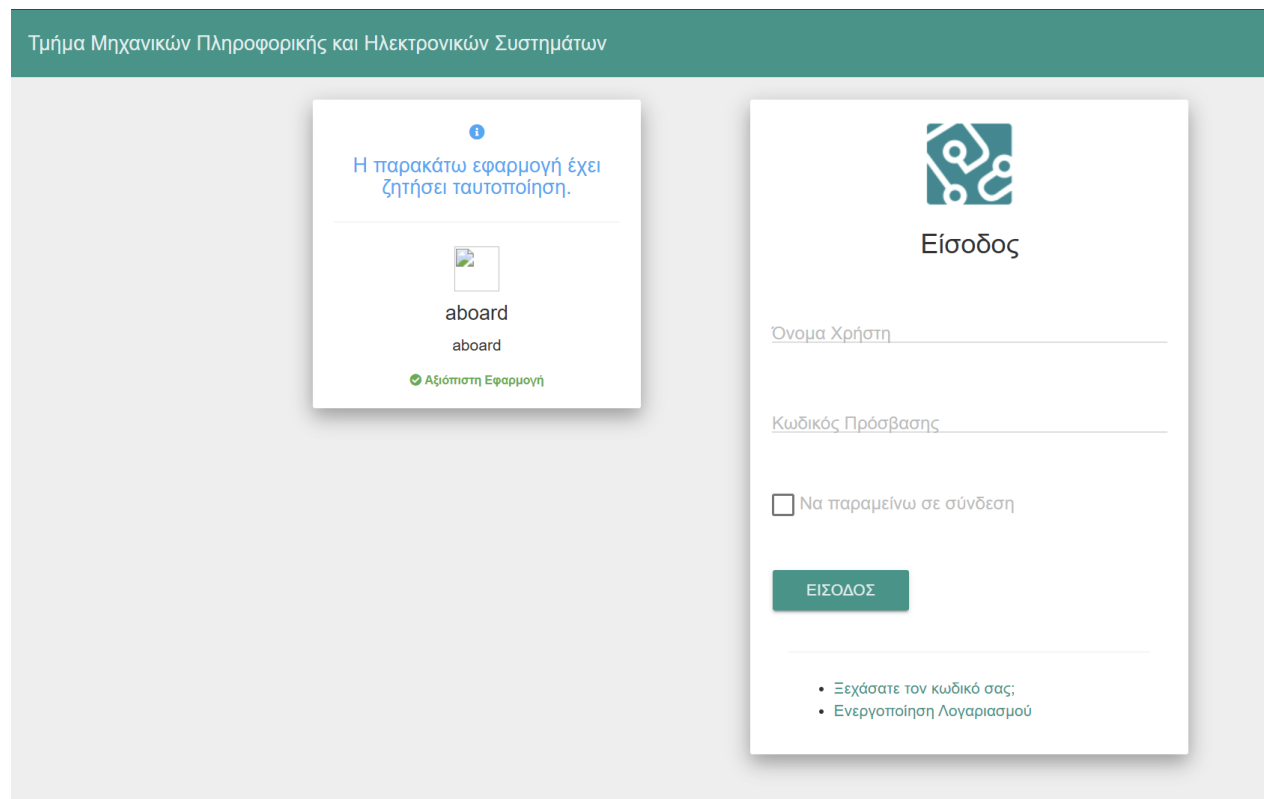 Τμήμα Μηχανικών Πληροφορικής και Ηλεκτρονικών Συστημάτων
Η παρακάτω εφαρμογή έχει
ζητήσει ταυτοποίηση.
aboard
aboard
Αξιόπιστη Εφαρμογή
Είσοδος
Όνομα Χρήστη
Κωδικός Πρόσβασης
Να παραμείνω σε σύνδεση
ΕΙΣΟΔΟΣ
Ξεχάσατε τον κωδικό σας;
Ενεργοποίηση Λογαριασμού